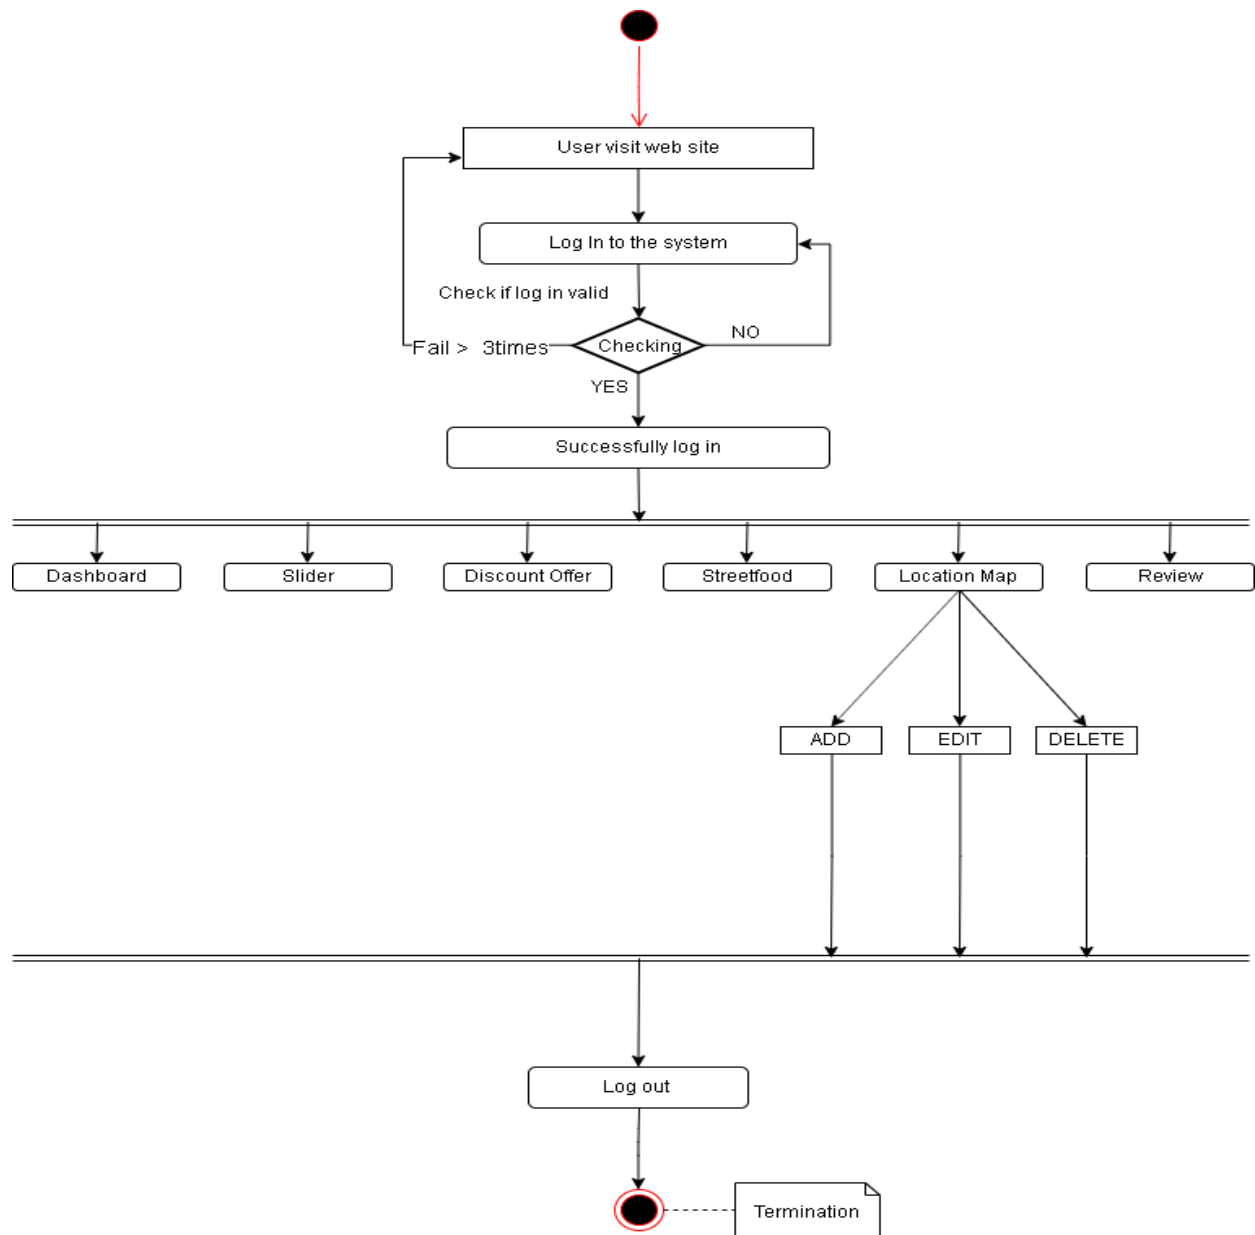 User visit web site
Log In to the system
Check if log in valid
NO
Fail > 3times
Checking
YES
Successfully log in
Dashboard
Slider
Discount Offer
Streetfood
Location Map
Review
ADD
EDIT
DELETE
Log out
Termination